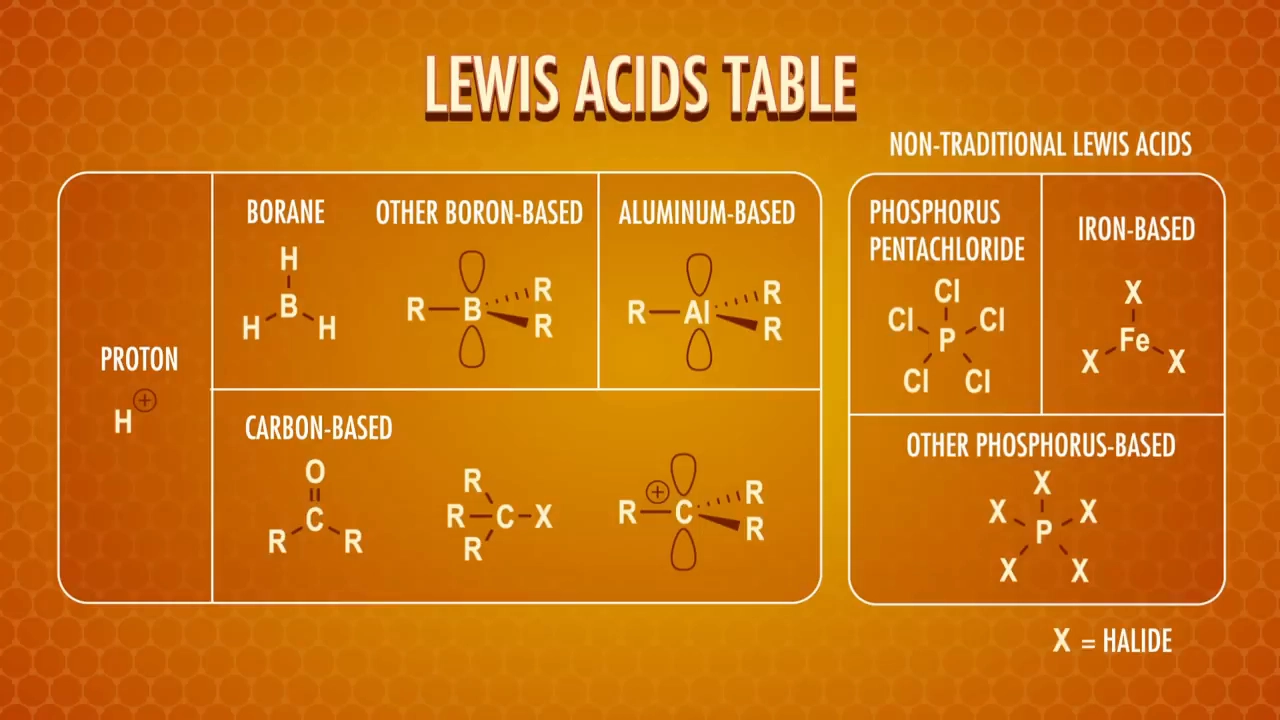 LEWIS ACIDS TABLE
NON-TRADITIONAL LEWIS ACIDS
PROTON
H⊕
BORANE
H
B
H H
OTHER BORON-BASED
R B R
R
ALUMINUM-BASED
R Al R
R
CARBON-BASED
O
C
R R
R
R C X
R
R ⊕ C R
R
PHOSPHORUS
PENTACHLORIDE
Cl
Cl Cl
P
Cl Cl
IRON-BASED
X
Fe
X X
OTHER PHOSPHORUS-BASED
X
X X
P
X X
X = HALIDE